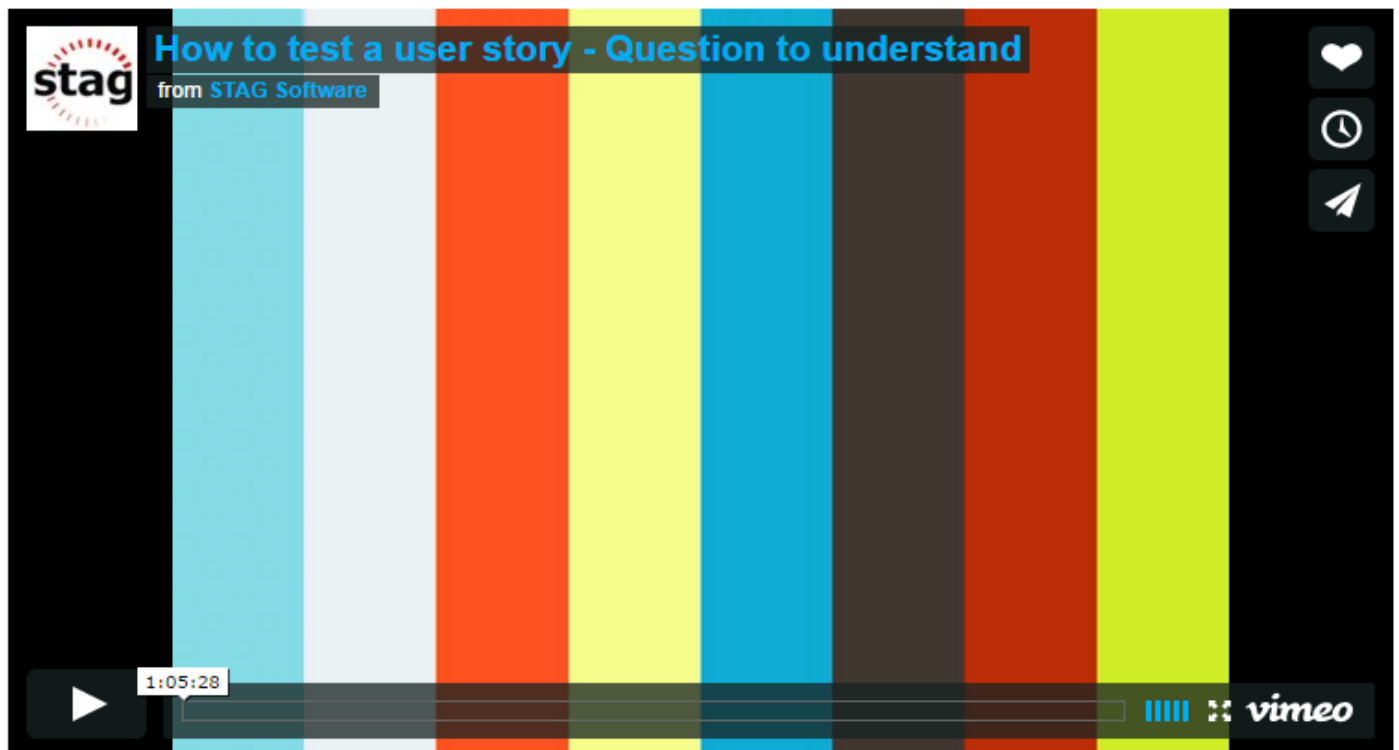 stag
How to test a user story - Question to understand
from STAG Software
1:05:28
vimeo